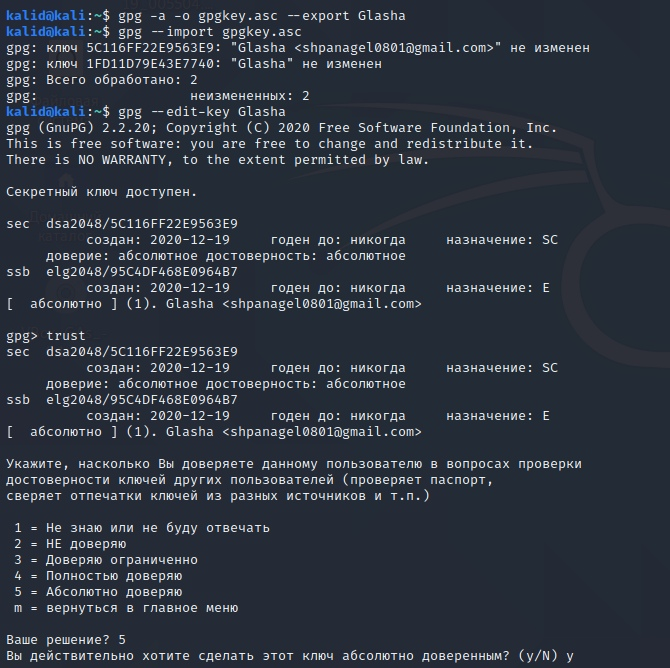 kalid@kali:~$ gpg -a -o gpgkey.asc --export Glasha
kalid@kali:~$ gpg --import gpgkey.asc
gpg: ключ 5C116FF22E9563E9: "Glasha <shpanagel0801@gmail.com>" не изменен
gpg: ключ 1FD11D79E43E7740: "Glasha" не изменен
gpg: Всего обработано: 2
gpg:                 неизмененных: 2
kalid@kali:~$ gpg --edit-key Glasha
gpg (GnuPG) 2.2.20; Copyright (C) 2020 Free Software Foundation, Inc.
This is free software: you are free to change and redistribute it.
There is NO WARRANTY, to the extent permitted by law.

Секретный ключ доступен.

sec  dsa2048/5C116FF22E9563E9
     создан: 2020-12-19     годен до: никогда     назначение: SC
     доверие: абсолютное достоверность: абсолютное
ssb  elg2048/95C4DF468E0964B7
     создан: 2020-12-19     годен до: никогда     назначение: E
[  абсолютно ] (1). Glasha <shpanagel0801@gmail.com>

gpg> trust
sec  dsa2048/5C116FF22E9563E9
     создан: 2020-12-19     годен до: никогда     назначение: SC
     доверие: абсолютное достоверность: абсолютное
ssb  elg2048/95C4DF468E0964B7
     создан: 2020-12-19     годен до: никогда     назначение: E
[  абсолютно ] (1). Glasha <shpanagel0801@gmail.com>

Укажите, насколько Вы доверяете данному пользователю в вопросах проверки
достоверности ключей других пользователей (проверяет паспорт,
сверяет отпечатки ключей из разных источников и т.п.)

 1 = Не знаю или не буду отвечать
 2 = НЕ доверяю
 3 = Доверяю ограниченно
 4 = Полностью доверяю
 5 = Абсолютно доверяю
 m = вернуться в главное меню

Ваше решение? 5
Вы действительно хотите сделать этот ключ абсолютно доверенным? (y/N) y